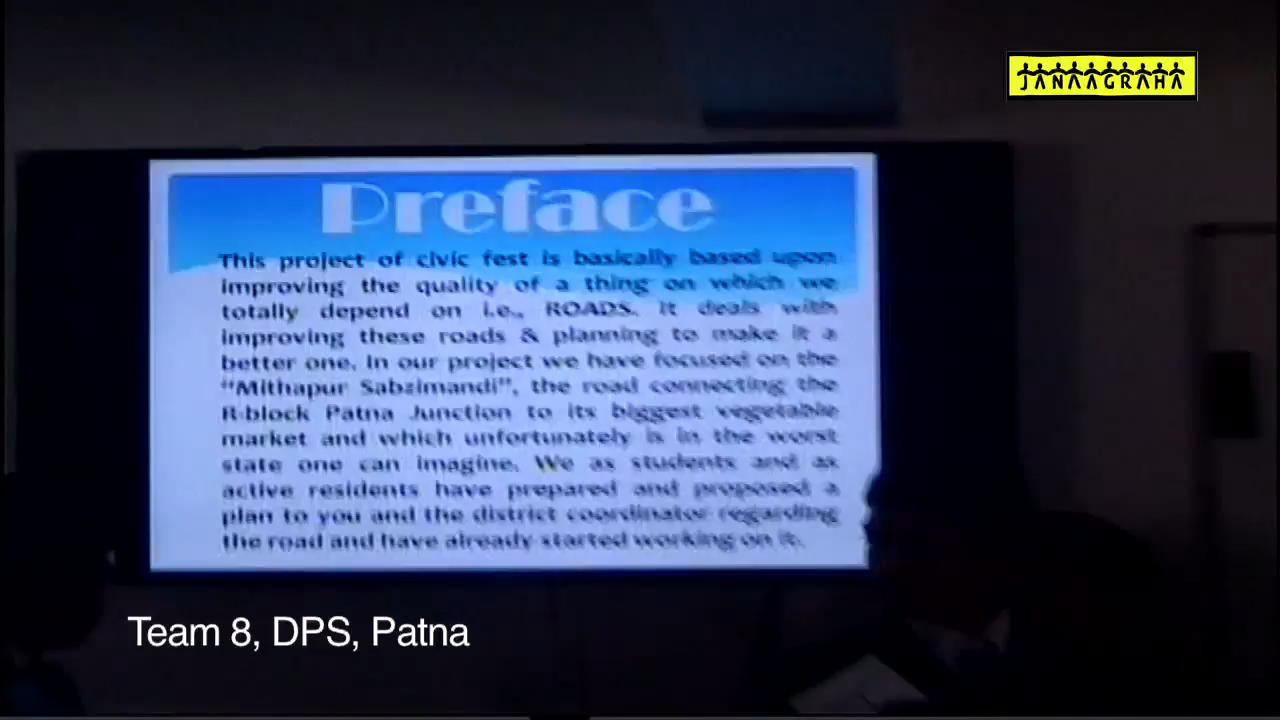 JANAAGRAHA
Preface
This project of civic fest is basically based upon
improving the quality of a thing on which we
totally depend on i.e., ROADS. It deals with
improving these roads & planning to make it a
better one. In our project we have focused on the
"Mithapur Sabzimandi", the road connecting the
R-block Patna Junction to its biggest vegetable
market and which unfortunately is in the worst
state one can imagine. We as students and as
active residents have prepared and proposed a
plan to you and the district coordinator regarding
the road and have already started working on it.
Team 8, DPS, Patna